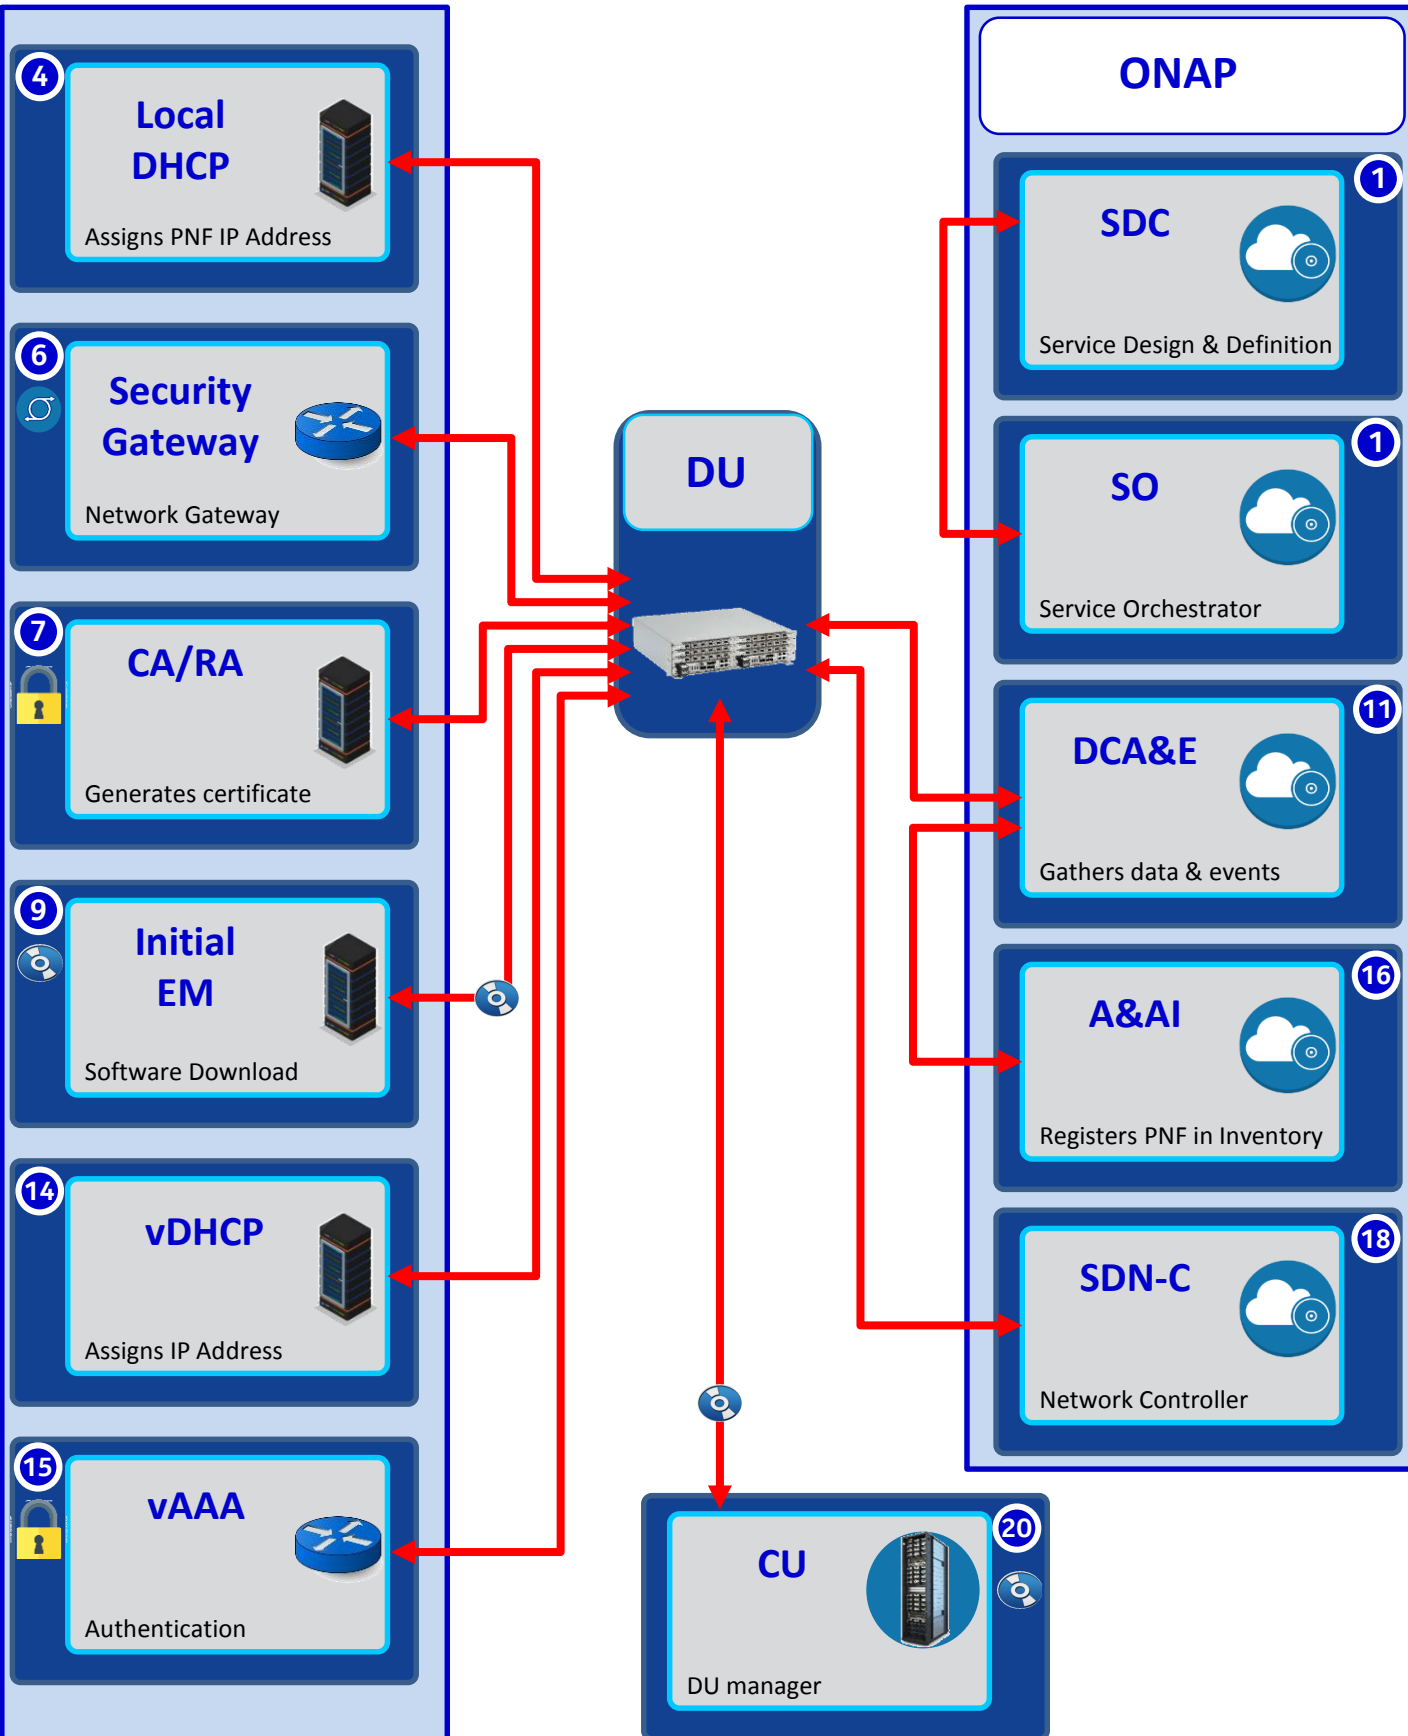 4
Local
DHCP
Assigns PNF IP Address
6
Security
Gateway
Network Gateway
7
CA/RA
Generates certificate
9
Initial
EM
Software Download
14
vDHCP
Assigns IP Address
15
vAAA
Authentication
DU
20
CU
DU manager
ONAP
1
SDC
Service Design & Definition
1
SO
Service Orchestrator
11
DCA&E
Gathers data & events
16
A&AI
Registers PNF in Inventory
18
SDN-C
Network Controller